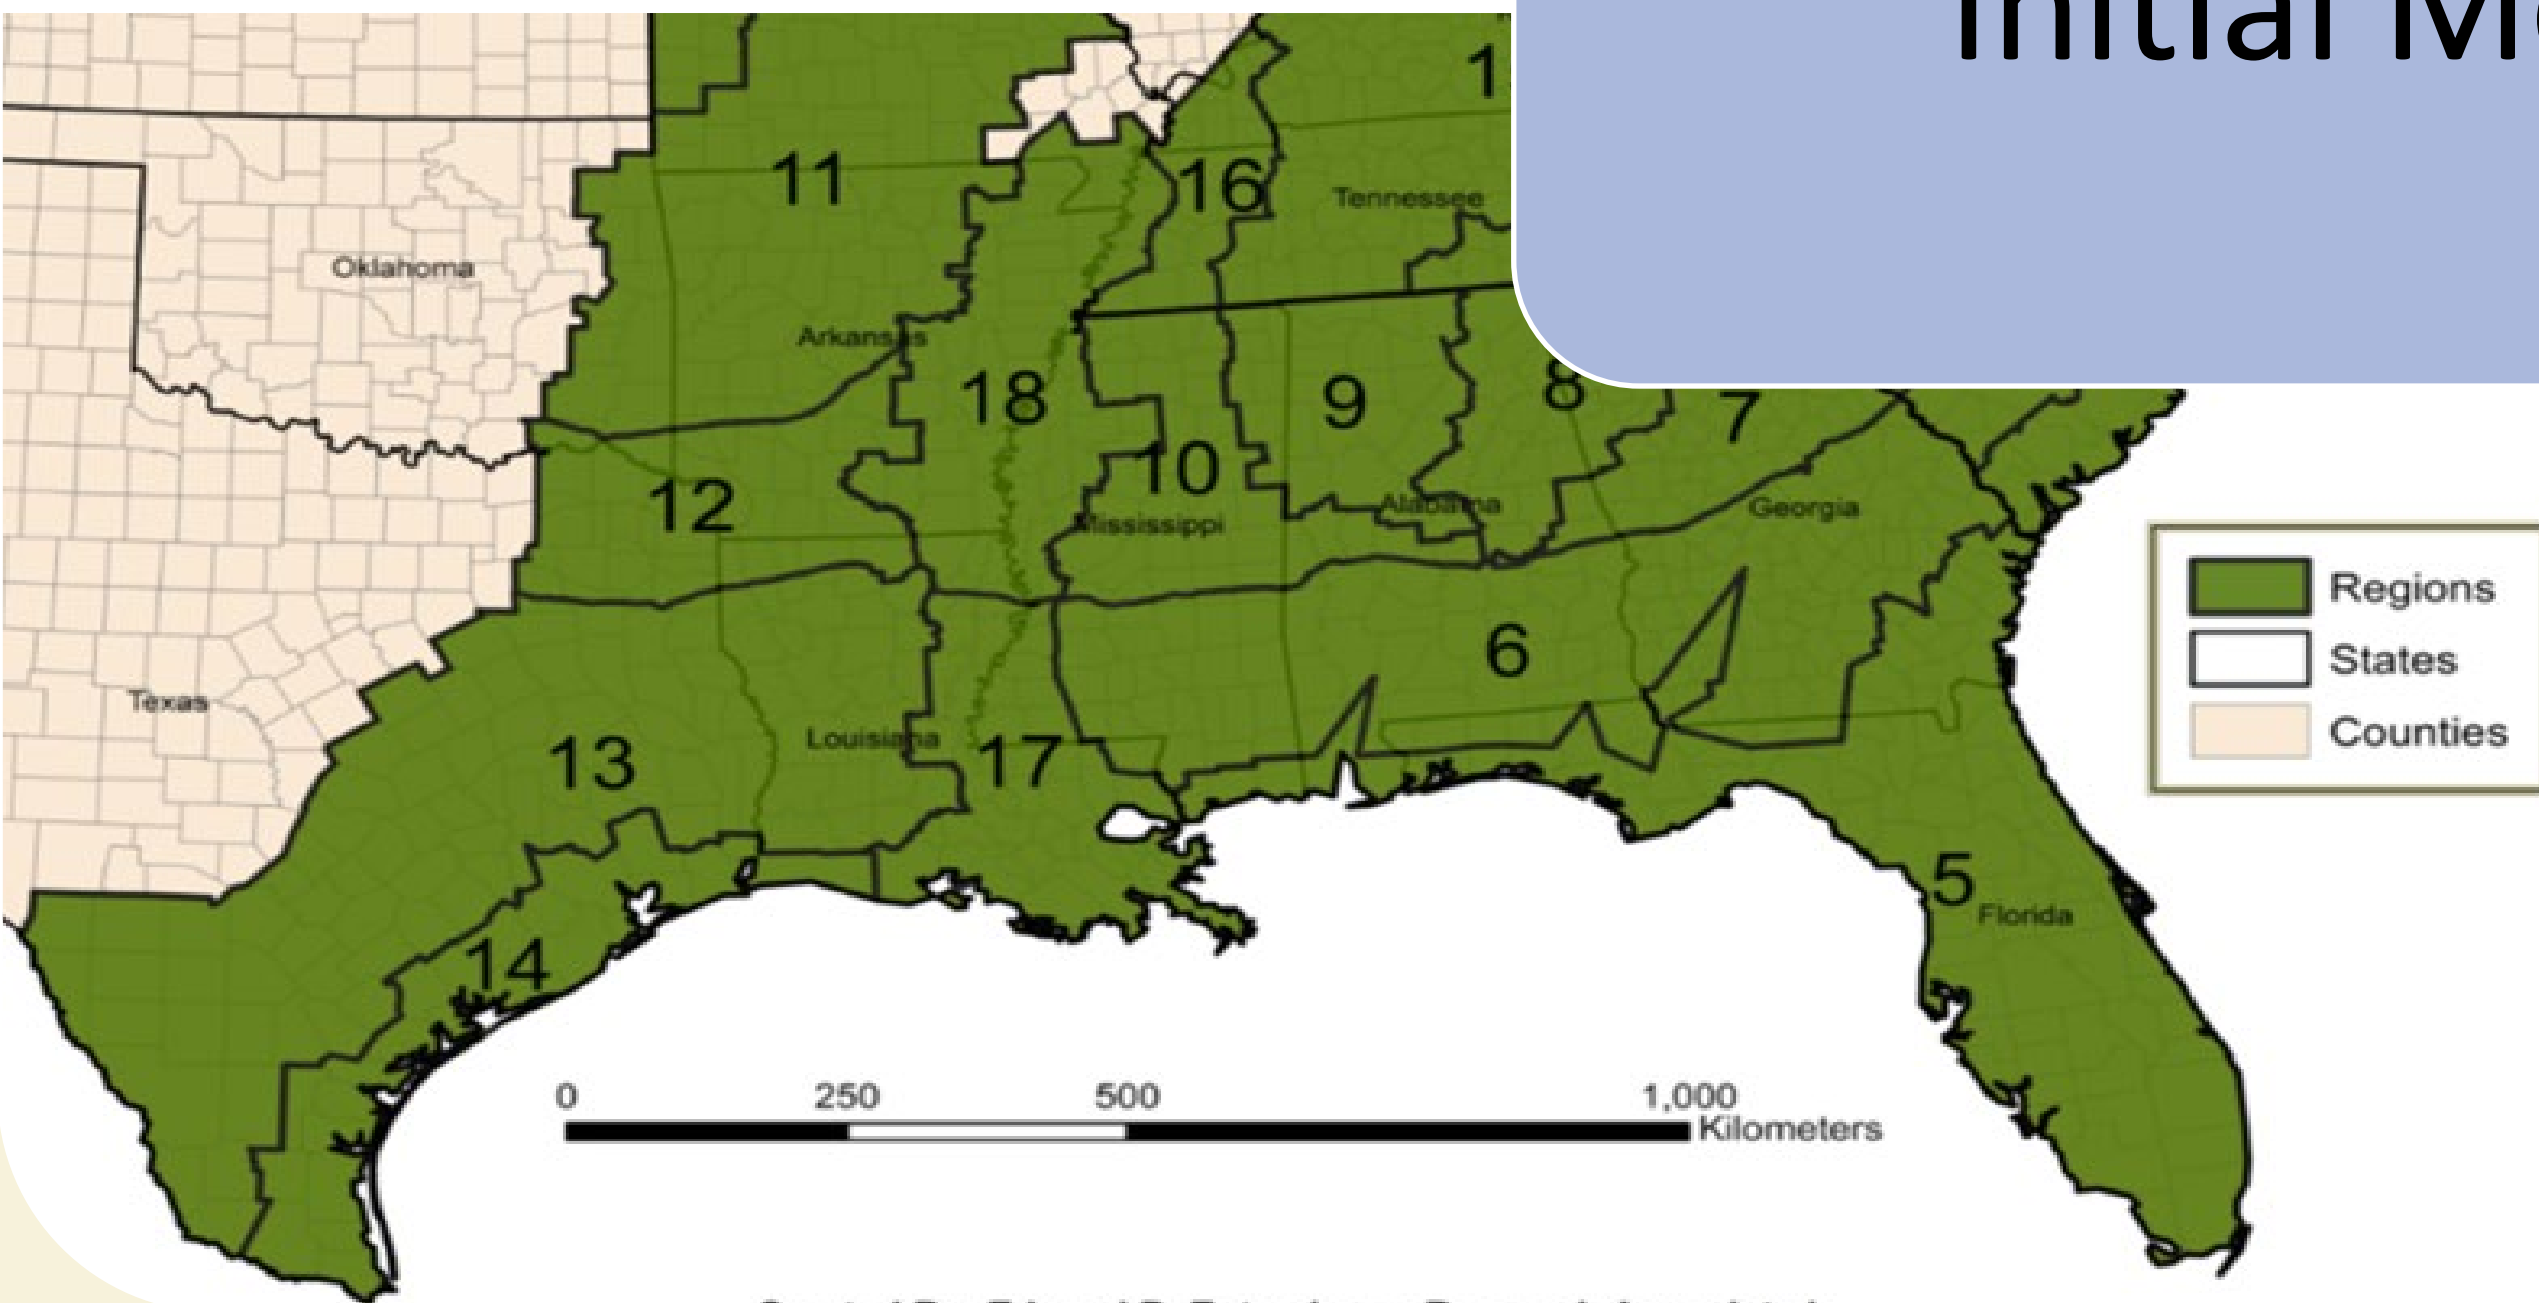 Initial
11
16
Tennessee
Oklahoma
Arkansas
18
9
8
7
10
12
Mississippi
Alabama
Georgia
Regions
States
Counties
6
Texas
Louisiana
13
17
5
Florida
14
0 250 500 1,000
Kilometers